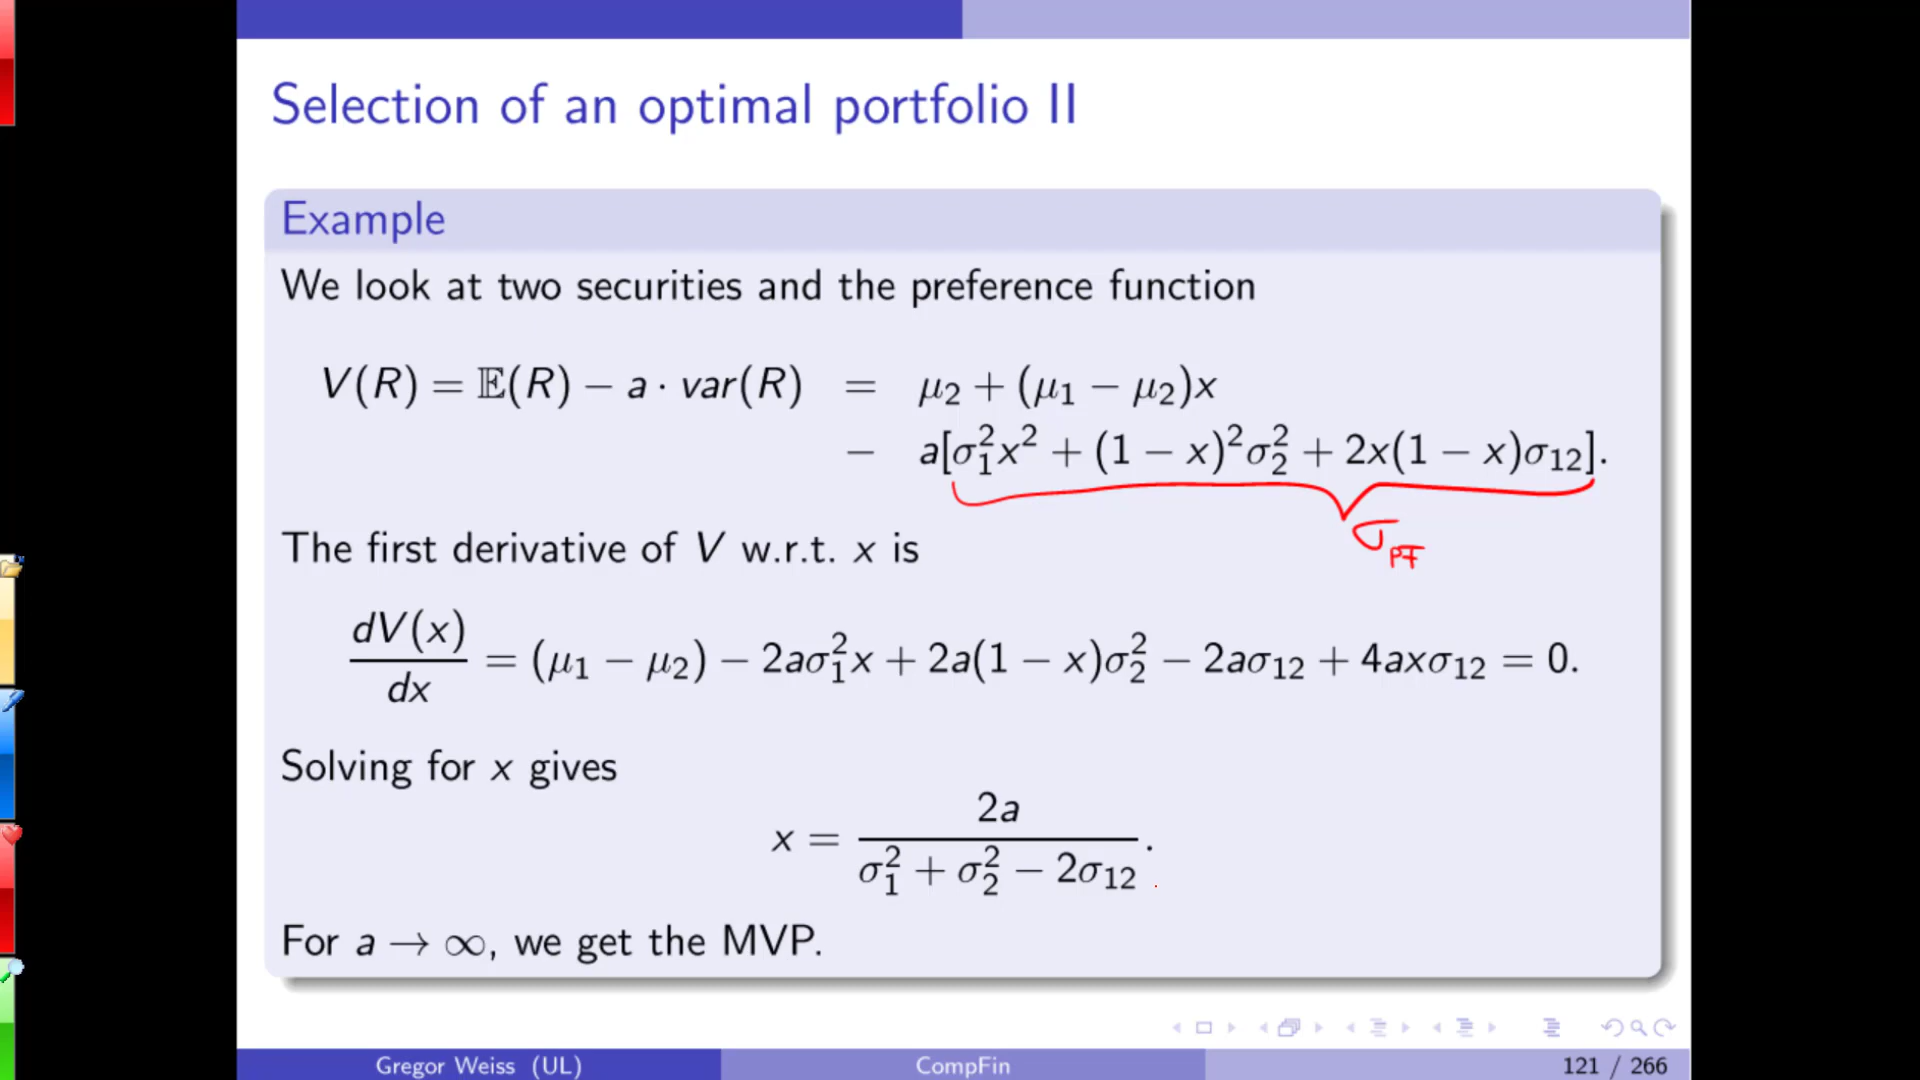 Selection of an optimal portfolio II
Example
We look at two securities and the preference function
V(R) = 𝔼(R) − a · var(R) = μ₂ + (μ₁ − μ₂)x
− a[σ₁²x² + (1 − x)²σ₂² + 2x(1 − x)σ₁₂].
σ_PF
The first derivative of V w.r.t. x is
dV(x)/dx = (μ₁ − μ₂) − 2aσ₁²x + 2a(1 − x)σ₂² − 2aσ₁₂ + 4axσ₁₂ = 0.
Solving for x gives
x = 2a/(σ₁² + σ₂² − 2σ₁₂).
For a → ∞, we get the MVP.
Gregor Weiss (UL) CompFin 121 / 266